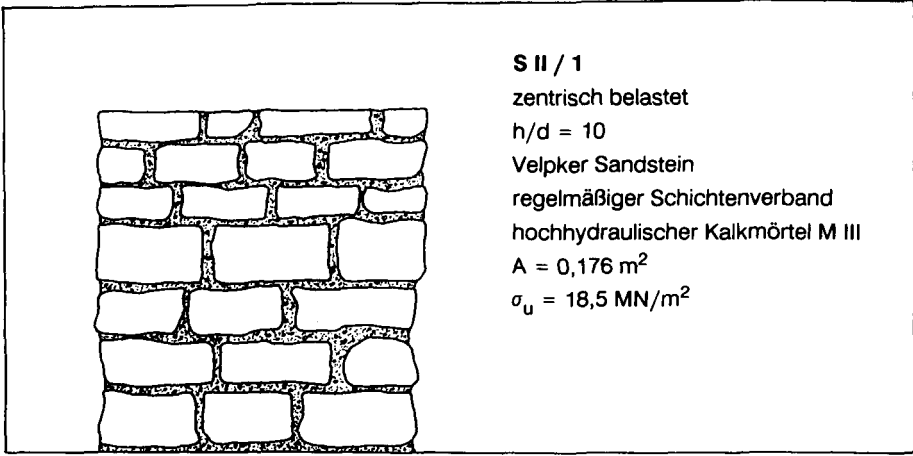 S II / 1
zentrisch belastet
h/d = 10
Velpker Sandstein
regelmäßiger Schichtenverband
hochhydraulischer Kalkmörtel M III
A = 0,176 m²
σu = 18,5 MN/m²